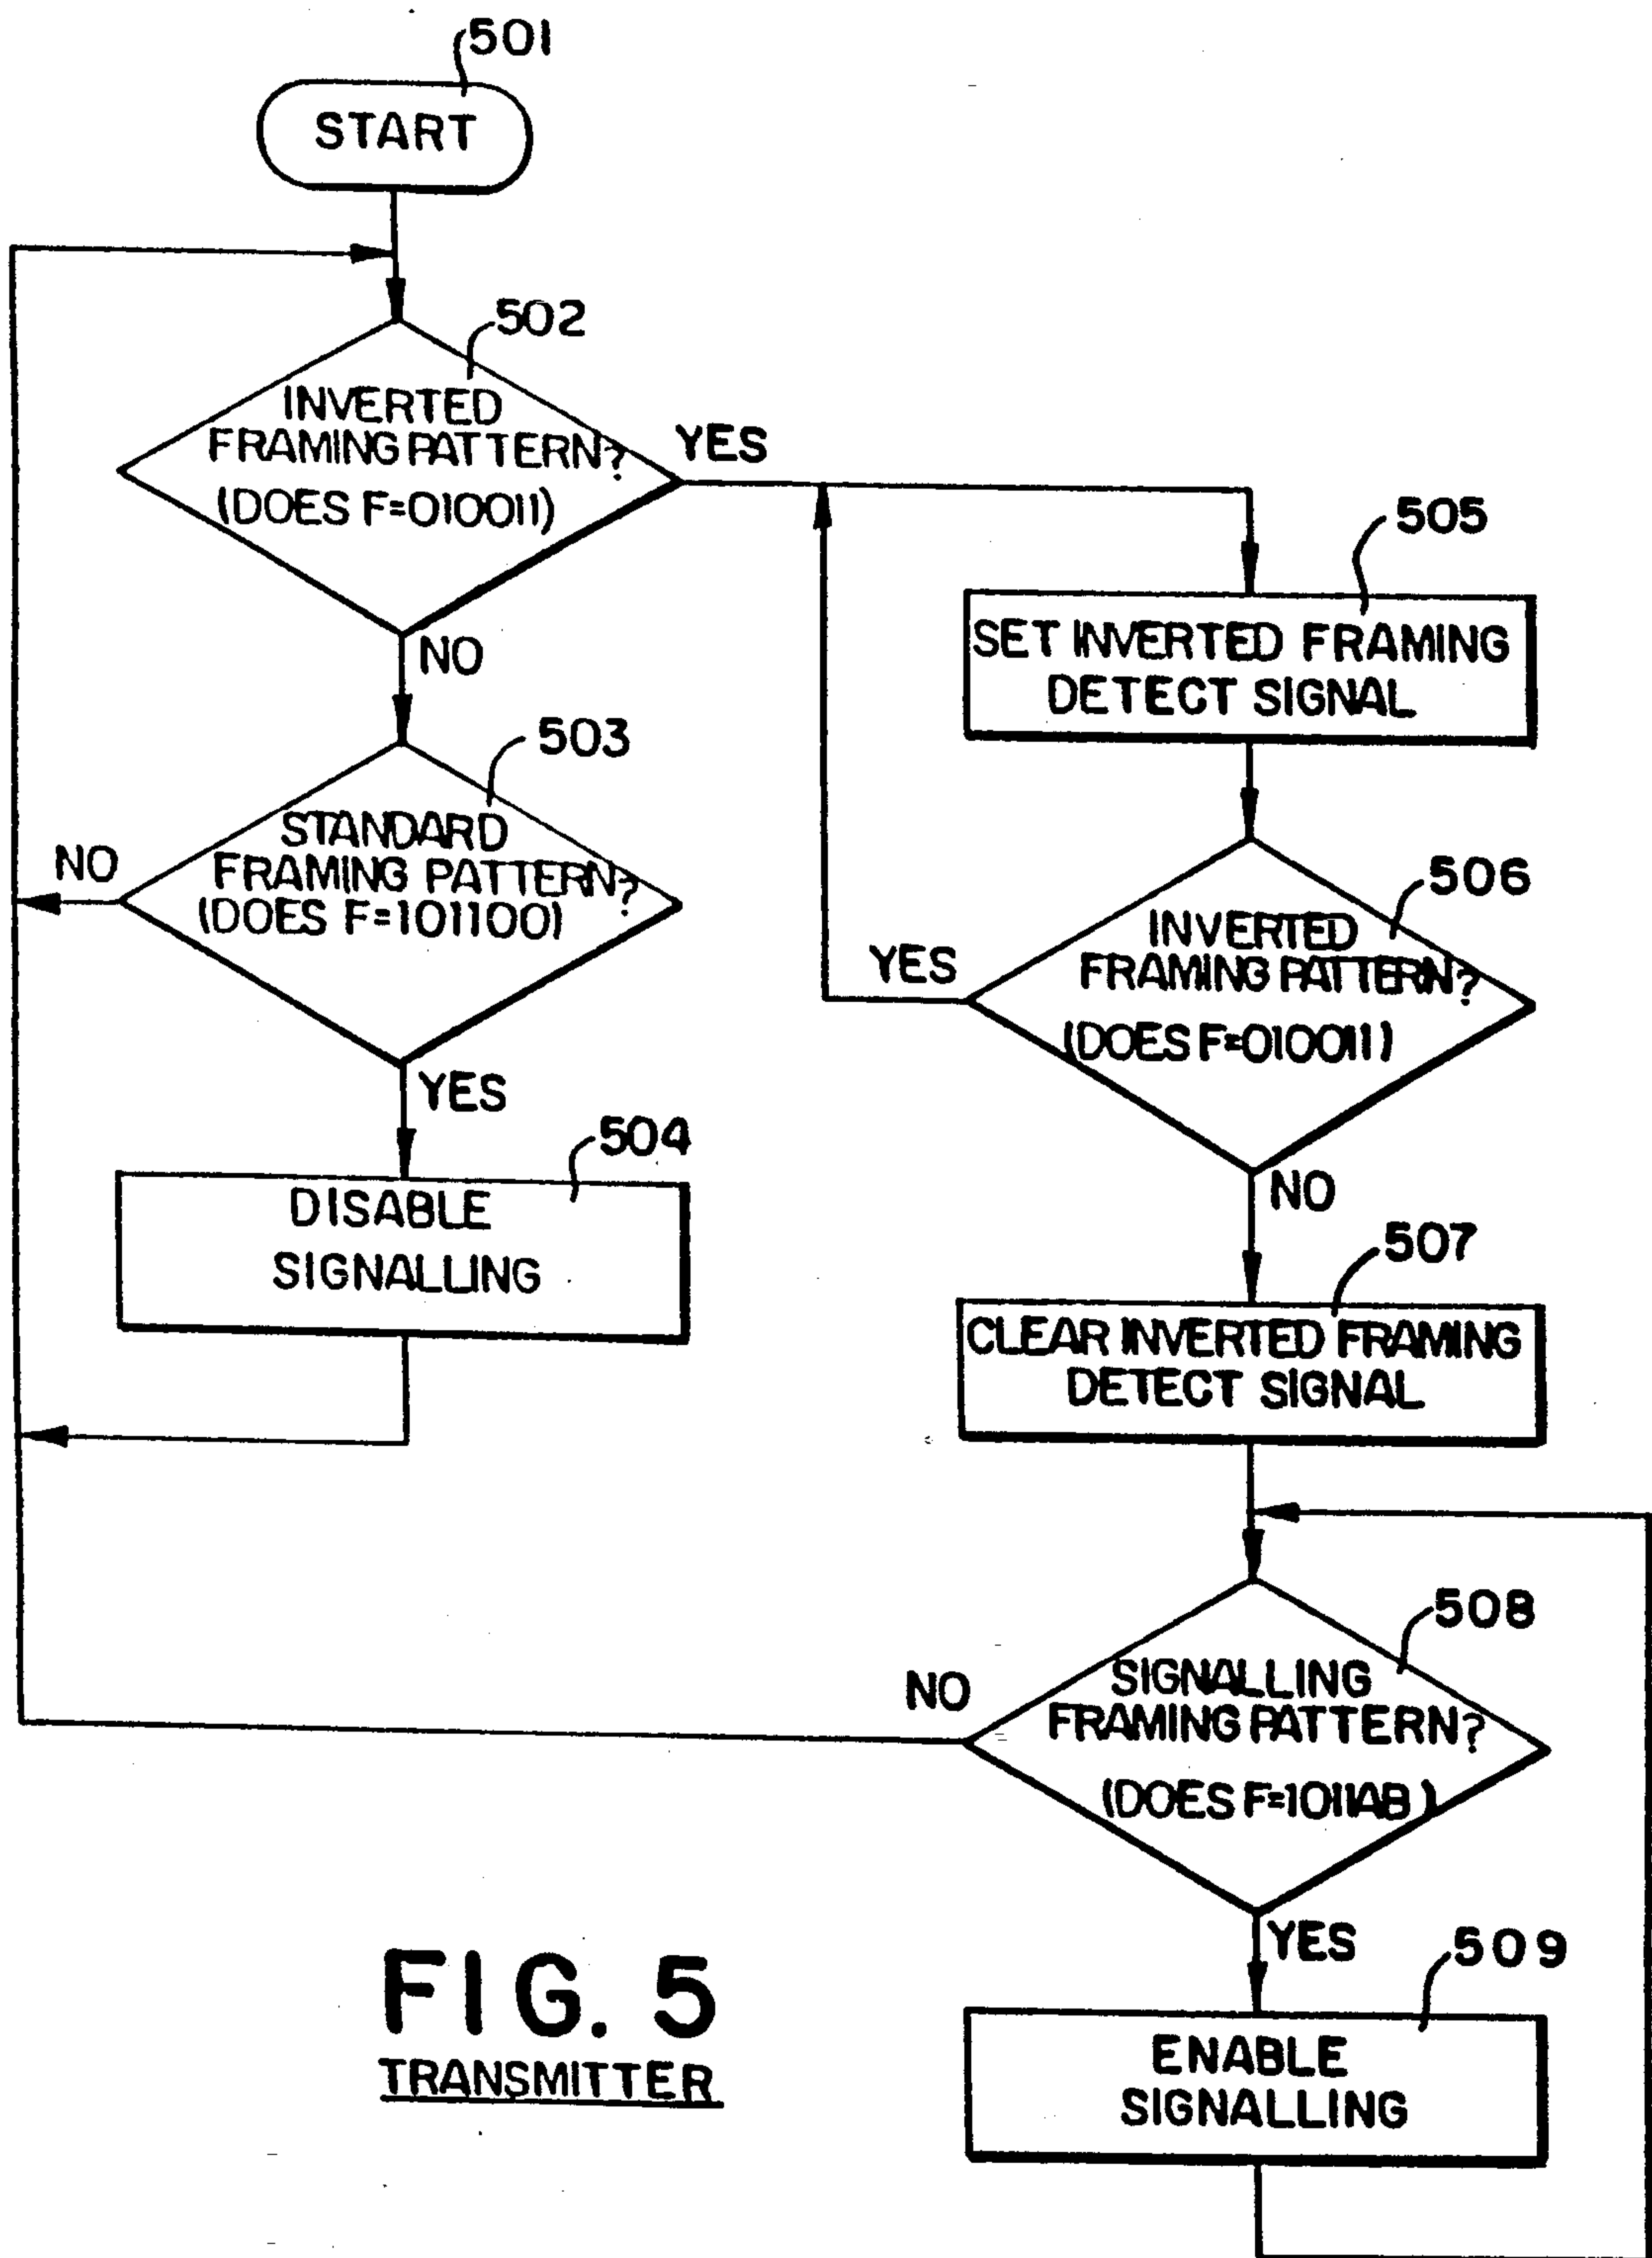 501
START
502
INVERTED
FRAMING PATTERN?
(DOES F=010011)
YES
NO
503
STANDARD
FRAMING PATTERN?
(DOES F=101100)
NO
YES
504
DISABLE
SIGNALLING
505
SET INVERTED FRAMING
DETECT SIGNAL
506
INVERTED
FRAMING PATTERN?
(DOES F=010011)
YES
NO
507
CLEAR INVERTED FRAMING
DETECT SIGNAL
508
SIGNALLING
FRAMING PATTERN?
(DOES F=1011AB)
NO
YES
509
ENABLE
SIGNALLING
FIG. 5
TRANSMITTER